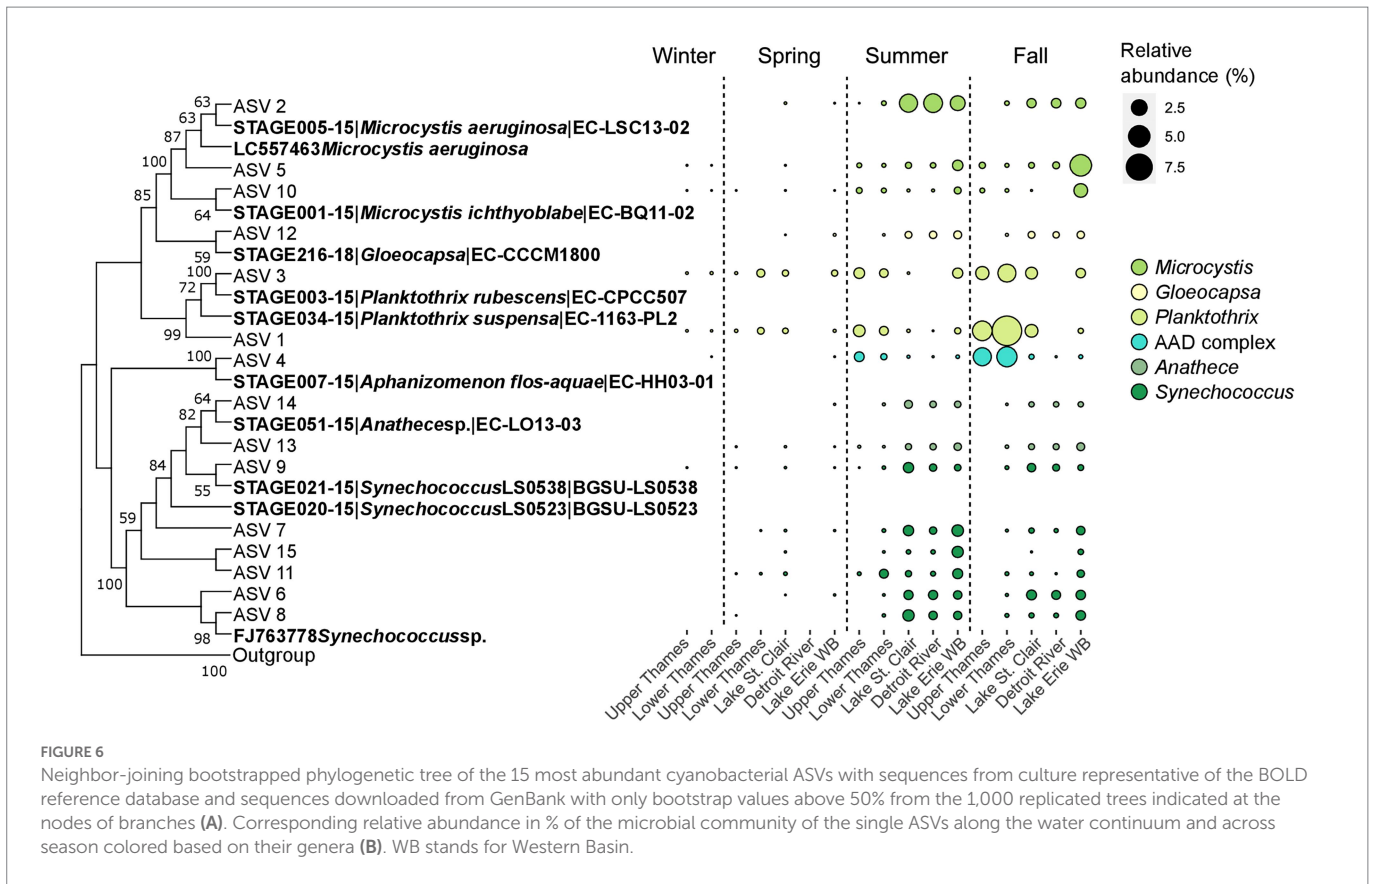 Winter Spring Summer Fall
Relative
abundance (%)
2.5
5.0
7.5
63 ASV 2
63 STAGE005-15|Microcystis aeruginosa|EC-LSC13-02
87 LC557463Microcystis aeruginosa
100 ASV 5
85 ASV 10
64 STAGE001-15|Microcystis ichthyoblabe|EC-BQ11-02
ASV 12
59 STAGE216-18|Gloeocapsa|EC-CCCM1800
100 ASV 3
72 STAGE003-15|Planktothrix rubescens|EC-CPCC507
STAGE034-15|Planktothrix suspensa|EC-1163-PL2
99 ASV 1
100 ASV 4
STAGE007-15|Aphanizomenon flos-aquae|EC-HH03-01
64 ASV 14
82 STAGE051-15|Anathecesp.|EC-LO13-03
ASV 13
84 ASV 9
55 STAGE021-15|SynechococcusLS0538|BGSU-LS0538
STAGE020-15|SynechococcusLS0523|BGSU-LS0523
59 ASV 7
ASV 15
100 ASV 11
ASV 6
ASV 8
98 FJ763778Synechococcussp.
Outgroup
100
Microcystis
Gloeocapsa
Planktothrix
AAD complex
Anathece
Synechococcus
Upper Thames
Lower Thames
Upper Thames
Lower Thames
Lake St. Clair
Detroit River
Lake Erie WB
Upper Thames
Lower Thames
Lake St. Clair
Detroit River
Lake Erie WB
Upper Thames
Lower Thames
Lake St. Clair
Detroit River
Lake Erie WB
FIGURE 6
Neighbor-joining bootstrapped phylogenetic tree of the 15 most abundant cyanobacterial ASVs with sequences from culture representative of the BOLD
reference database and sequences downloaded from GenBank with only bootstrap values above 50% from the 1,000 replicated trees indicated at the
nodes of branches (A). Corresponding relative abundance in % of the microbial community of the single ASVs along the water continuum and across
season colored based on their genera (B). WB stands for Western Basin.